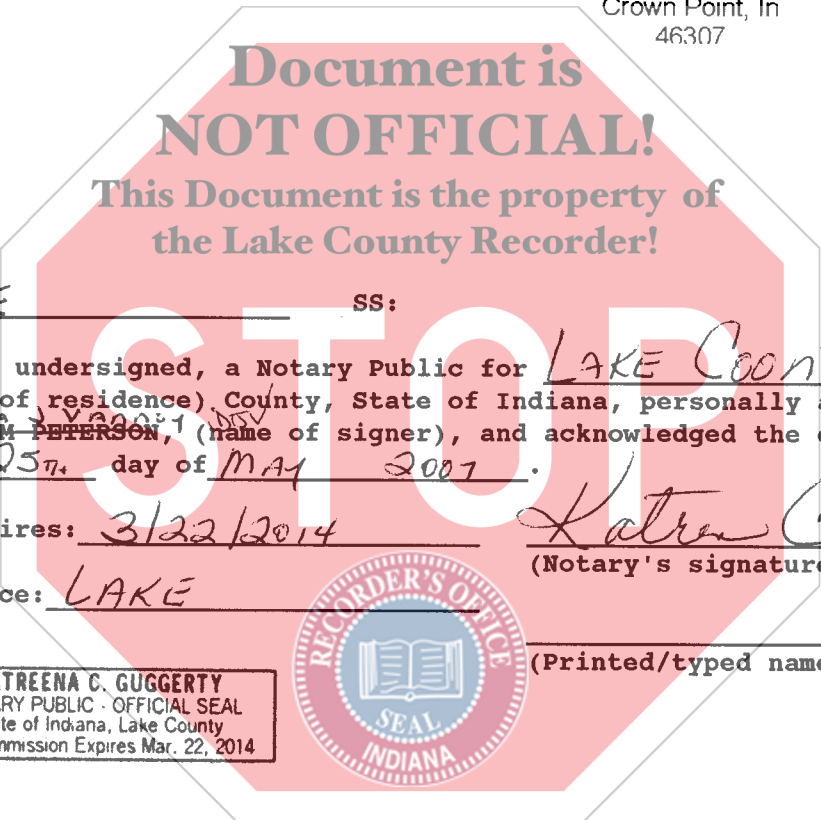 Crown Point, In
46307
Document is
NOT OFFICIAL!
This Document is the property of
the Lake County Recorder!
STOP
E SS:
undersigned, a Notary Public for LAKE Coon
of residence) County, State of Indiana, personally a
M PETERSON, (name of signer), and acknowledged the e
25th day of MAY 2007.
ires: 3/22/2014
(Notary's signature
ce: LAKE
(Printed/typed name
TREENA C. GUGGERTY
RY PUBLIC - OFFICIAL SEAL
te of Indiana, Lake County
mmission Expires Mar. 22, 2014
RECORDER'S OFFICE
SEAL
INDIANA